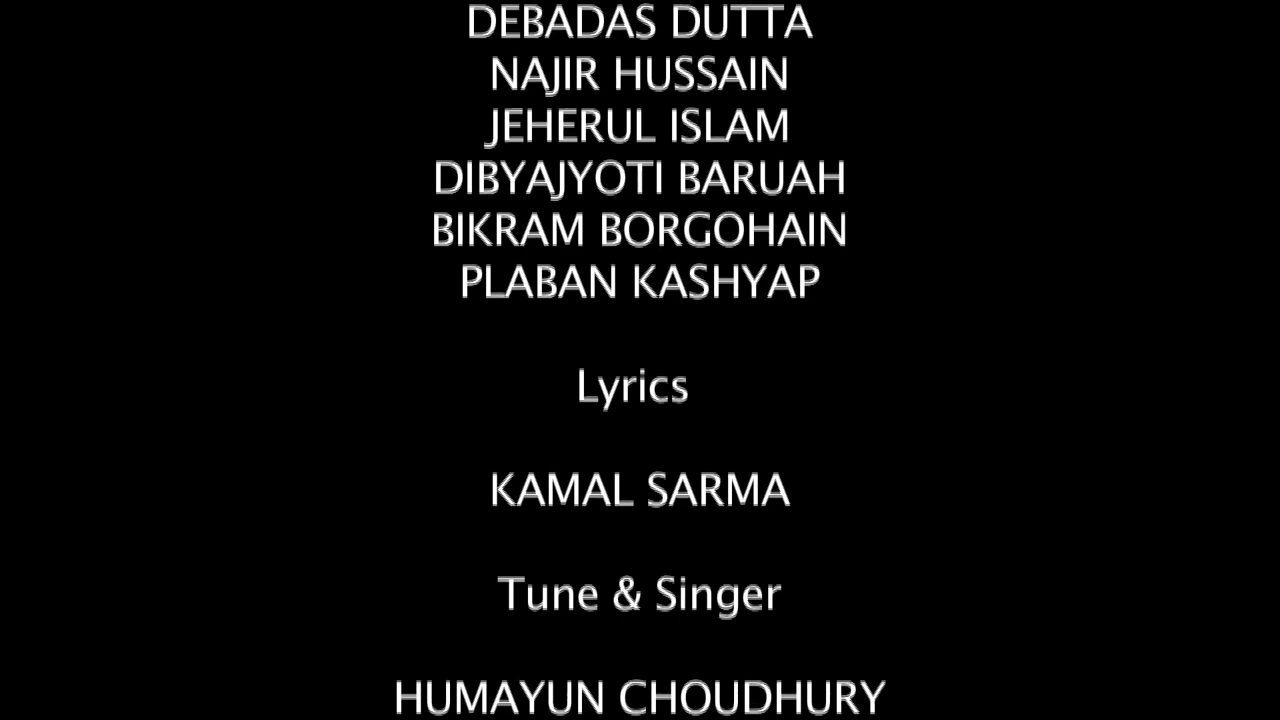 DEBADAS DUTTA
NAJIR HUSSAIN
JEHERUL ISLAM
DIBYAJYOTI BARUAH
BIKRAM BORGOHAIN
PLABAN KASHYAP
Lyrics
KAMAL SARMA
Tune & Singer
HUMAYUN CHOUDHURY